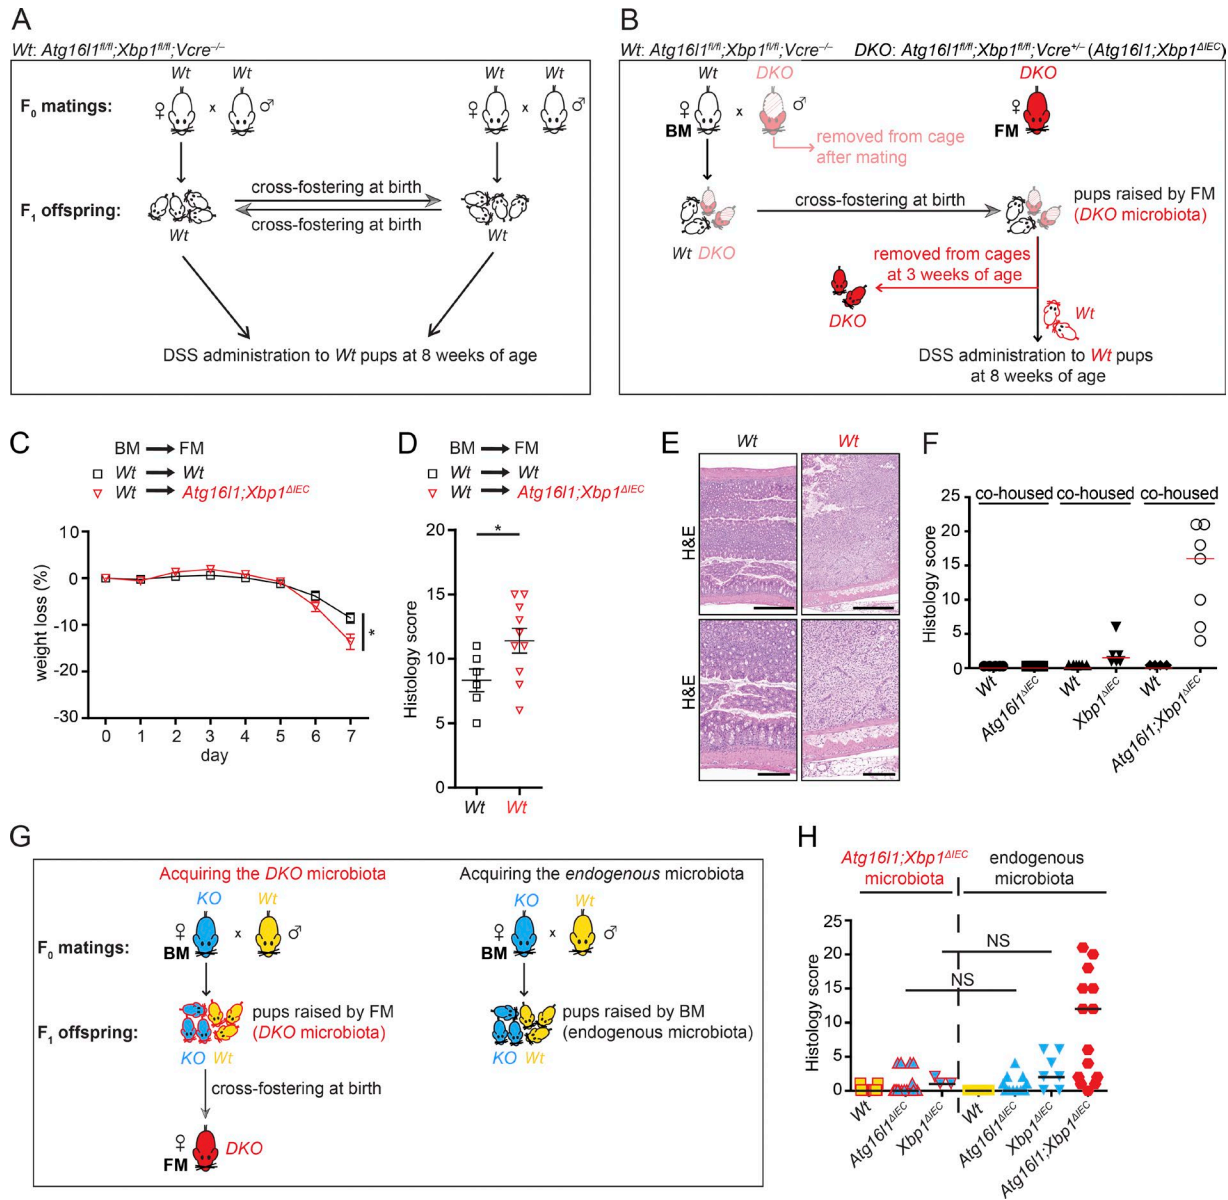 A
Wt: Atg16l1fl/fl;Xbp1fl/fl;Vcre–/–
F0 matings:
Wt Wt
♀ x ♂
Wt Wt
♀ x ♂
F1 offspring:
cross-fostering at birth
cross-fostering at birth
Wt
Wt
DSS administration to Wt pups at 8 weeks of age
B
Wt: Atg16l1fl/fl;Xbp1fl/fl;Vcre–/–
DKO: Atg16l1fl/fl;Xbp1fl/fl;Vcre+/– (Atg16l1;Xbp1ΔIEC)
Wt DKO DKO
♀ x ♂ ♀
BM
FM
removed from cage
after mating
cross-fostering at birth
pups raised by FM
(DKO microbiota)
Wt DKO
removed from cages
at 3 weeks of age
DKO
Wt
DSS administration to Wt pups
at 8 weeks of age
C
BM FM
Wt Wt
Wt Atg16l1;Xbp1ΔIEC
weight loss (%)
10
0
-10
-20
-30
*
0 1 2 3 4 5 6 7
day
D
BM FM
Wt Wt
Wt Atg16l1;Xbp1ΔIEC
Histology score
20
15
10
5
0
*
Wt Wt
E
Wt Wt
H&E
H&E
F
co-housed co-housed co-housed
Histology score
25
20
15
10
5
0
Wt
Atg16l1ΔIEC
Wt
Xbp1ΔIEC
Wt
Atg16l1;Xbp1ΔIEC
G
Acquiring the DKO microbiota
Acquiring the endogenous microbiota
F0 matings:
KO Wt
♀ x ♂
BM
KO Wt
♀ x ♂
BM
F1 offspring:
pups raised by FM
(DKO microbiota)
pups raised by BM
(endogenous microbiota)
KO Wt
KO Wt
cross-fostering at birth
♀
FM
DKO
H
Atg16l1;Xbp1ΔIEC
microbiota
endogenous
microbiota
Histology score
25
20
15
10
5
0
NS
NS
Wt
Atg16l1ΔIEC
Xbp1ΔIEC
Wt
Atg16l1ΔIEC
Xbp1ΔIEC
Atg16l1;Xbp1ΔIEC